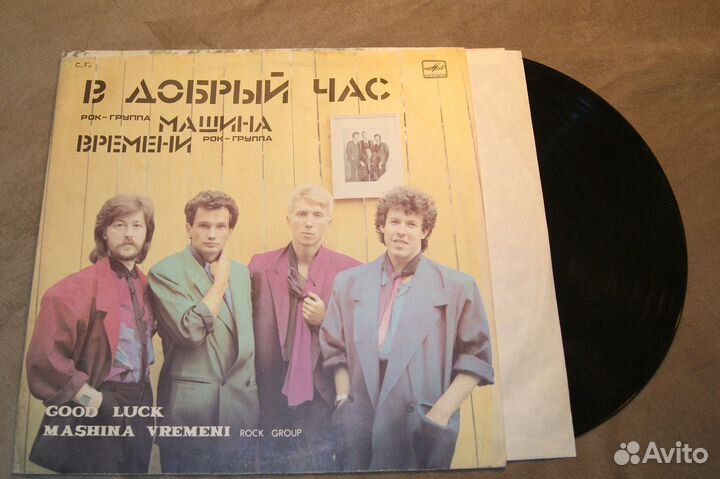 В ДОБРЫЙ ЧАС
РОК-ГРУППА МАШИНА
ВРЕМЕНИ РОК-ГРУППА
GOOD LUCK
MASHINA VREMENI ROCK GROUP
Avito